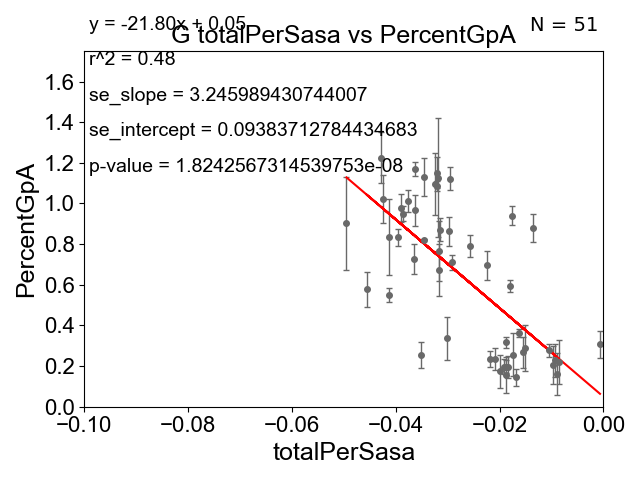 y = -21.80x + 0.05
N = 51
G totalPerSasa vs PercentGpA
r^2 = 0.48
se_slope = 3.245989430744007
se_intercept = 0.09383712784434683
p-value = 1.8242567314539753e-08
PercentGpA
1.6
1.4
1.2
1.0
0.8
0.6
0.4
0.2
0.0
−0.10 −0.08 −0.06 −0.04 −0.02 0.00
totalPerSasa